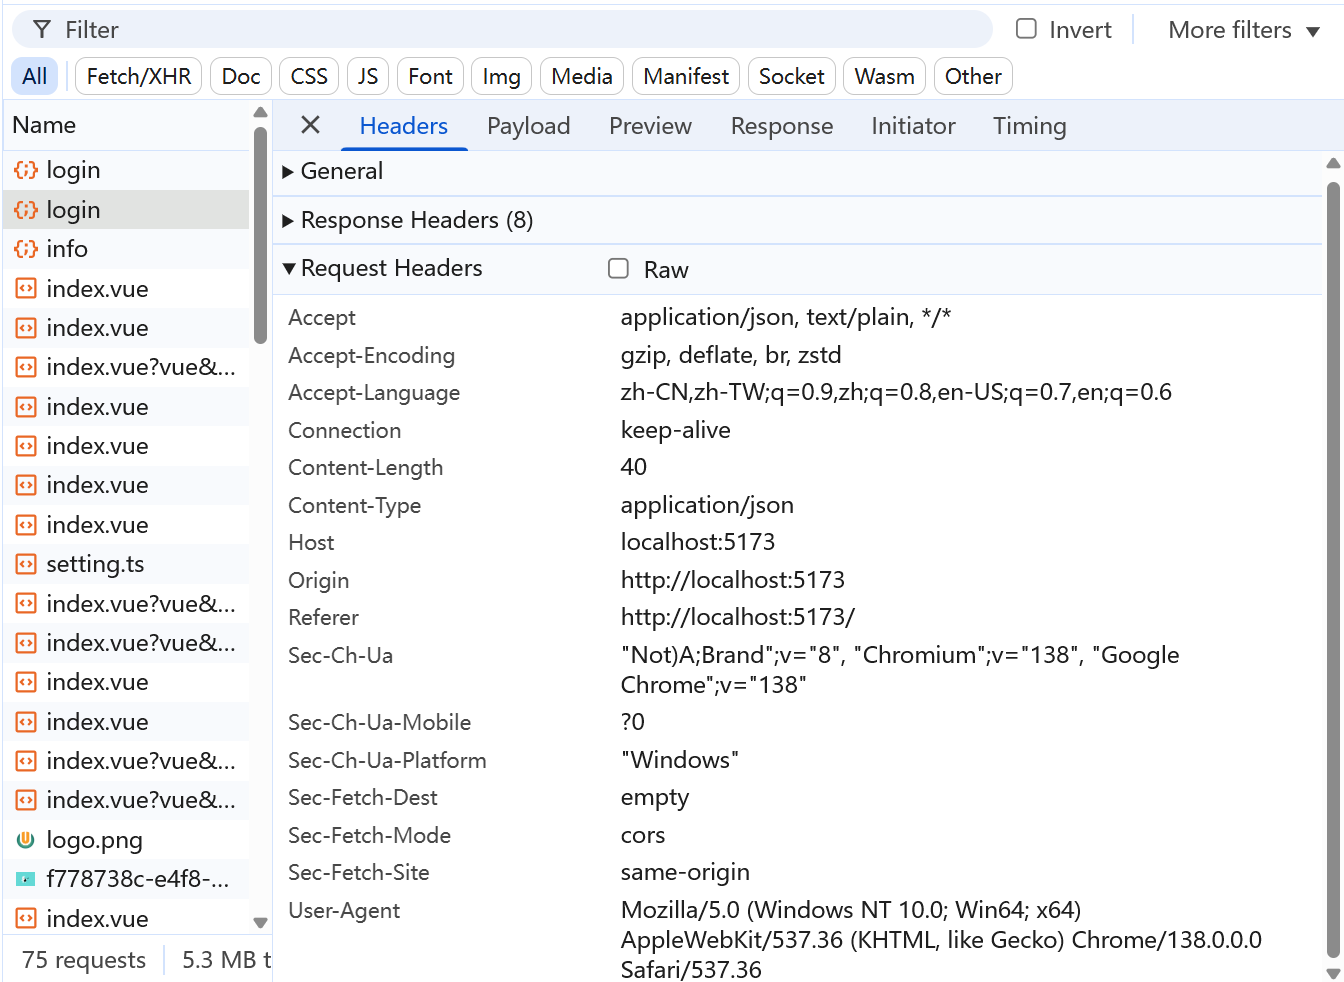 Filter
Invert
More filters
All
Fetch/XHR
Doc
CSS
JS
Font
Img
Media
Manifest
Socket
Wasm
Other
Name
login
login
info
index.vue
index.vue
index.vue?vue&...
index.vue
index.vue
index.vue
index.vue
setting.ts
index.vue?vue&...
index.vue?vue&...
index.vue
index.vue
index.vue?vue&...
index.vue?vue&...
logo.png
f778738c-e4f8-...
index.vue
75 requests
5.3 MB t
Headers
Payload
Preview
Response
Initiator
Timing
General
Response Headers (8)
Request Headers
Raw
Accept
application/json, text/plain, */*
Accept-Encoding
gzip, deflate, br, zstd
Accept-Language
zh-CN,zh-TW;q=0.9,zh;q=0.8,en-US;q=0.7,en;q=0.6
Connection
keep-alive
Content-Length
40
Content-Type
application/json
Host
localhost:5173
Origin
http://localhost:5173
Referer
http://localhost:5173/
Sec-Ch-Ua
"Not)A;Brand";v="8", "Chromium";v="138", "Google
Chrome";v="138"
Sec-Ch-Ua-Mobile
?0
Sec-Ch-Ua-Platform
"Windows"
Sec-Fetch-Dest
empty
Sec-Fetch-Mode
cors
Sec-Fetch-Site
same-origin
User-Agent
Mozilla/5.0 (Windows NT 10.0; Win64; x64)
AppleWebKit/537.36 (KHTML, like Gecko) Chrome/138.0.0.0
Safari/537.36